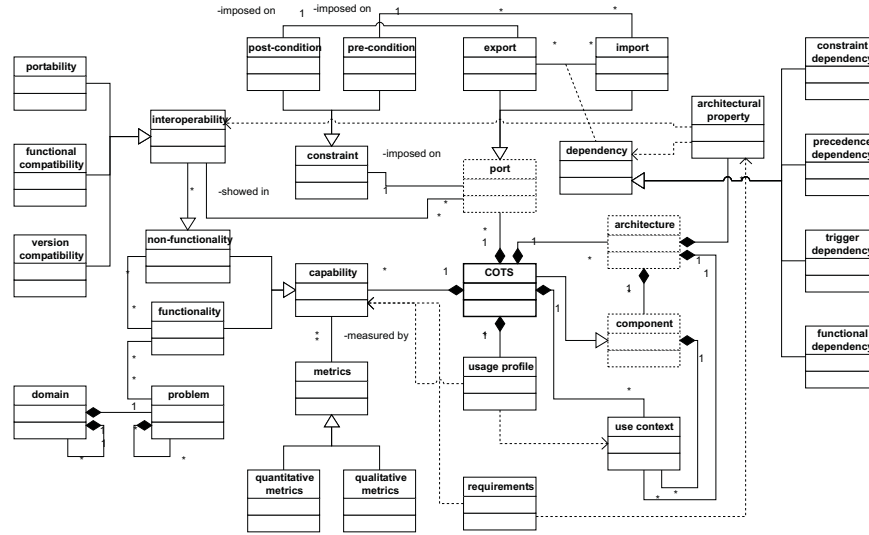 -imposed on
1
-imposed on
1
*
*
post-condition
pre-condition
export
*
*
import
constraint
dependency
portability
architectural
property
interoperability
functional
compatibility
constraint
-imposed on
dependency
precedence
dependency
port
*
-showed in
1
*
*
version
compatibility
non-functionality
*
1
1
architecture
trigger
dependency
*
capability
*
1
COTS
*
1
1
functionality
1
1
*
component
*
*
-measured by
*
1
1
functional
dependency
*
metrics
usage profile
domain
problem
*
1
*
use context
1
*
*
*
quantitative
metrics
qualitative
metrics
requirements
*
*